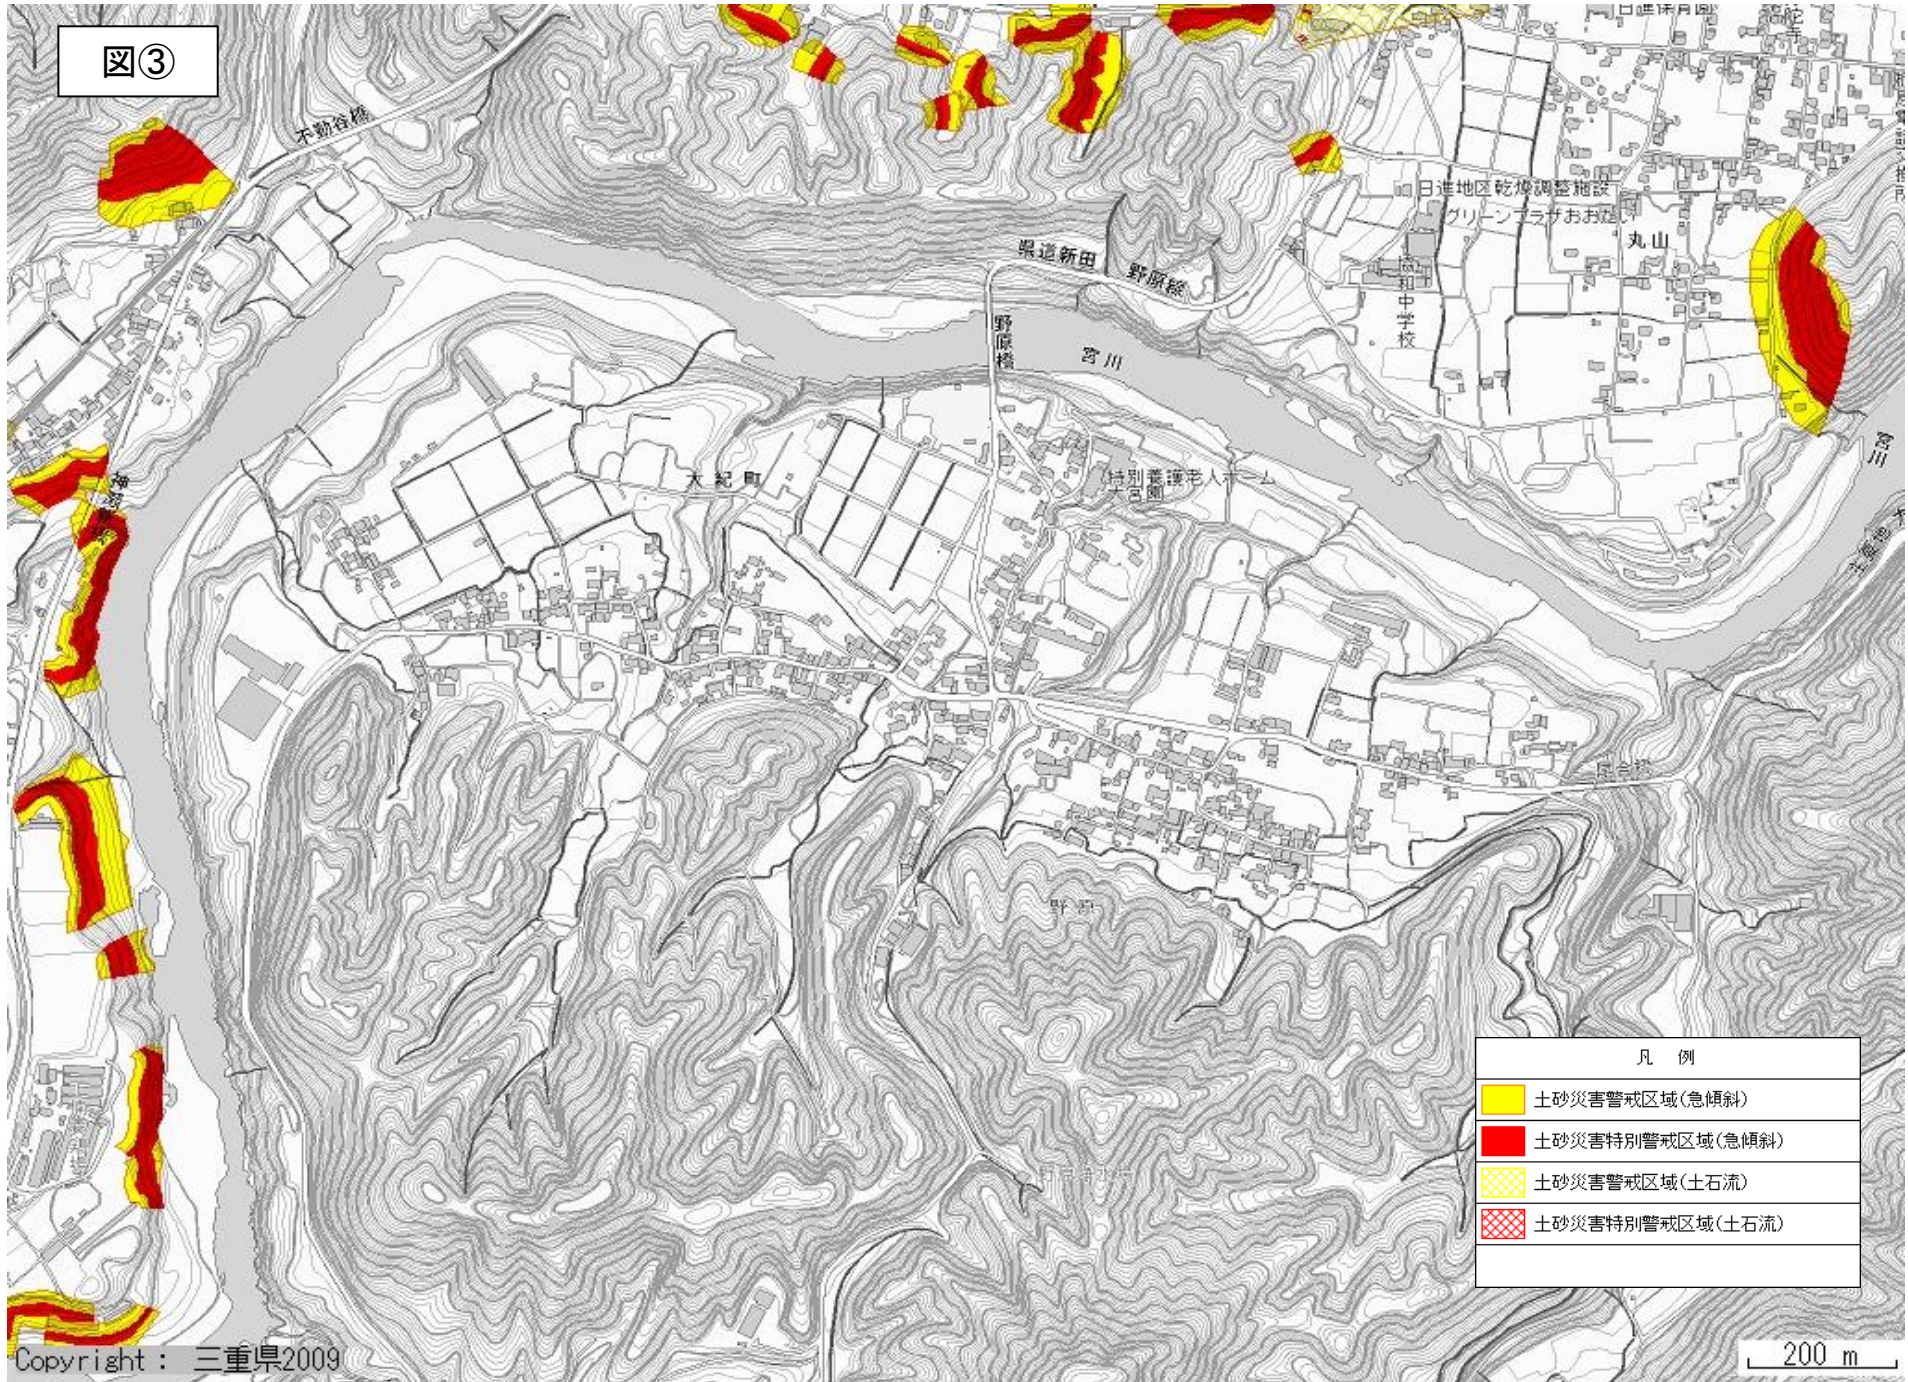 図③
日進保育園
不動谷橋
日進地区乾燥調整施設
グリーンプラザおおだい
丸山
県道新田
野原線
協和中学校
野原橋
宮川
宮川
大紀町
特別養護老人ホーム
大宮園
野原
凡 例
土砂災害警戒区域(急傾斜)
土砂災害特別警戒区域(急傾斜)
土砂災害警戒区域(土石流)
土砂災害特別警戒区域(土石流)
Copyright : 三重県2009
200 m